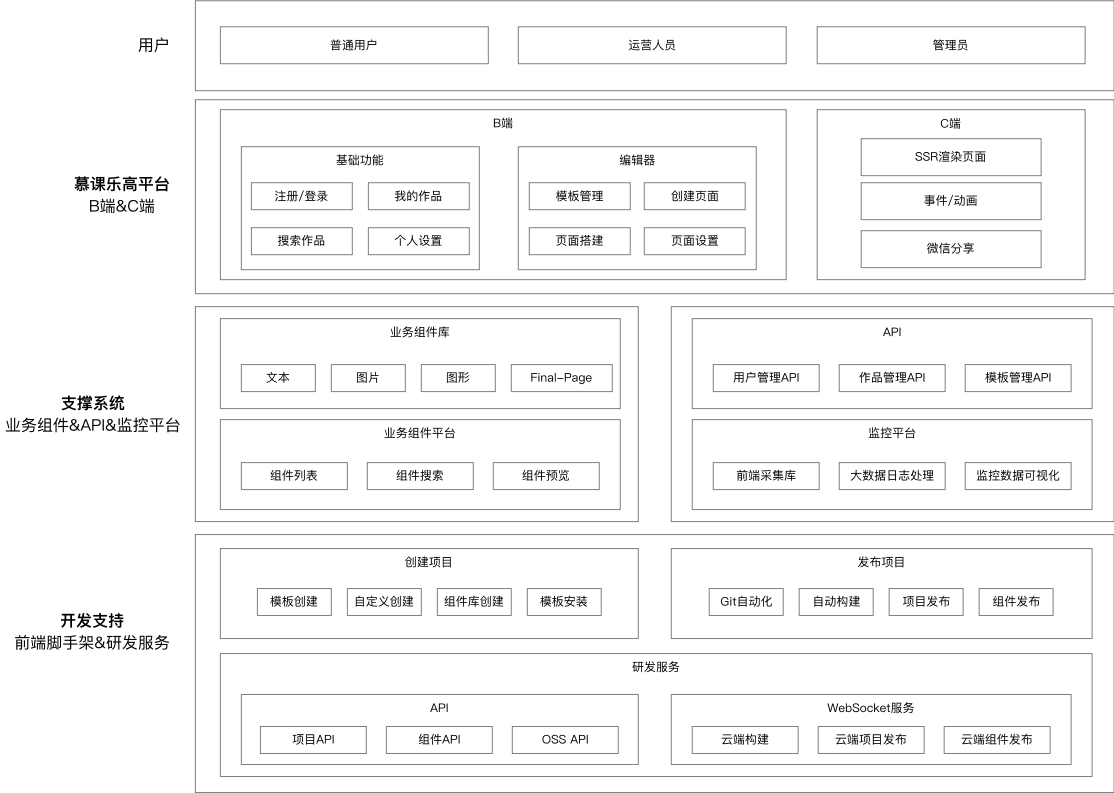 用户
普通用户
运营人员
管理员
慕课乐高平台
B端&C端
B端
基础功能
注册/登录
我的作品
搜索作品
个人设置
编辑器
模板管理
创建页面
页面搭建
页面设置
C端
SSR渲染页面
事件/动画
微信分享
支撑系统
业务组件&API&监控平台
业务组件库
文本
图片
图形
Final-Page
业务组件平台
组件列表
组件搜索
组件预览
API
用户管理API
作品管理API
模板管理API
监控平台
前端采集库
大数据日志处理
监控数据可视化
开发支持
前端脚手架&研发服务
创建项目
模板创建
自定义创建
组件库创建
模板安装
发布项目
Git自动化
自动构建
项目发布
组件发布
研发服务
API
项目API
组件API
OSS API
WebSocket服务
云端构建
云端项目发布
云端组件发布